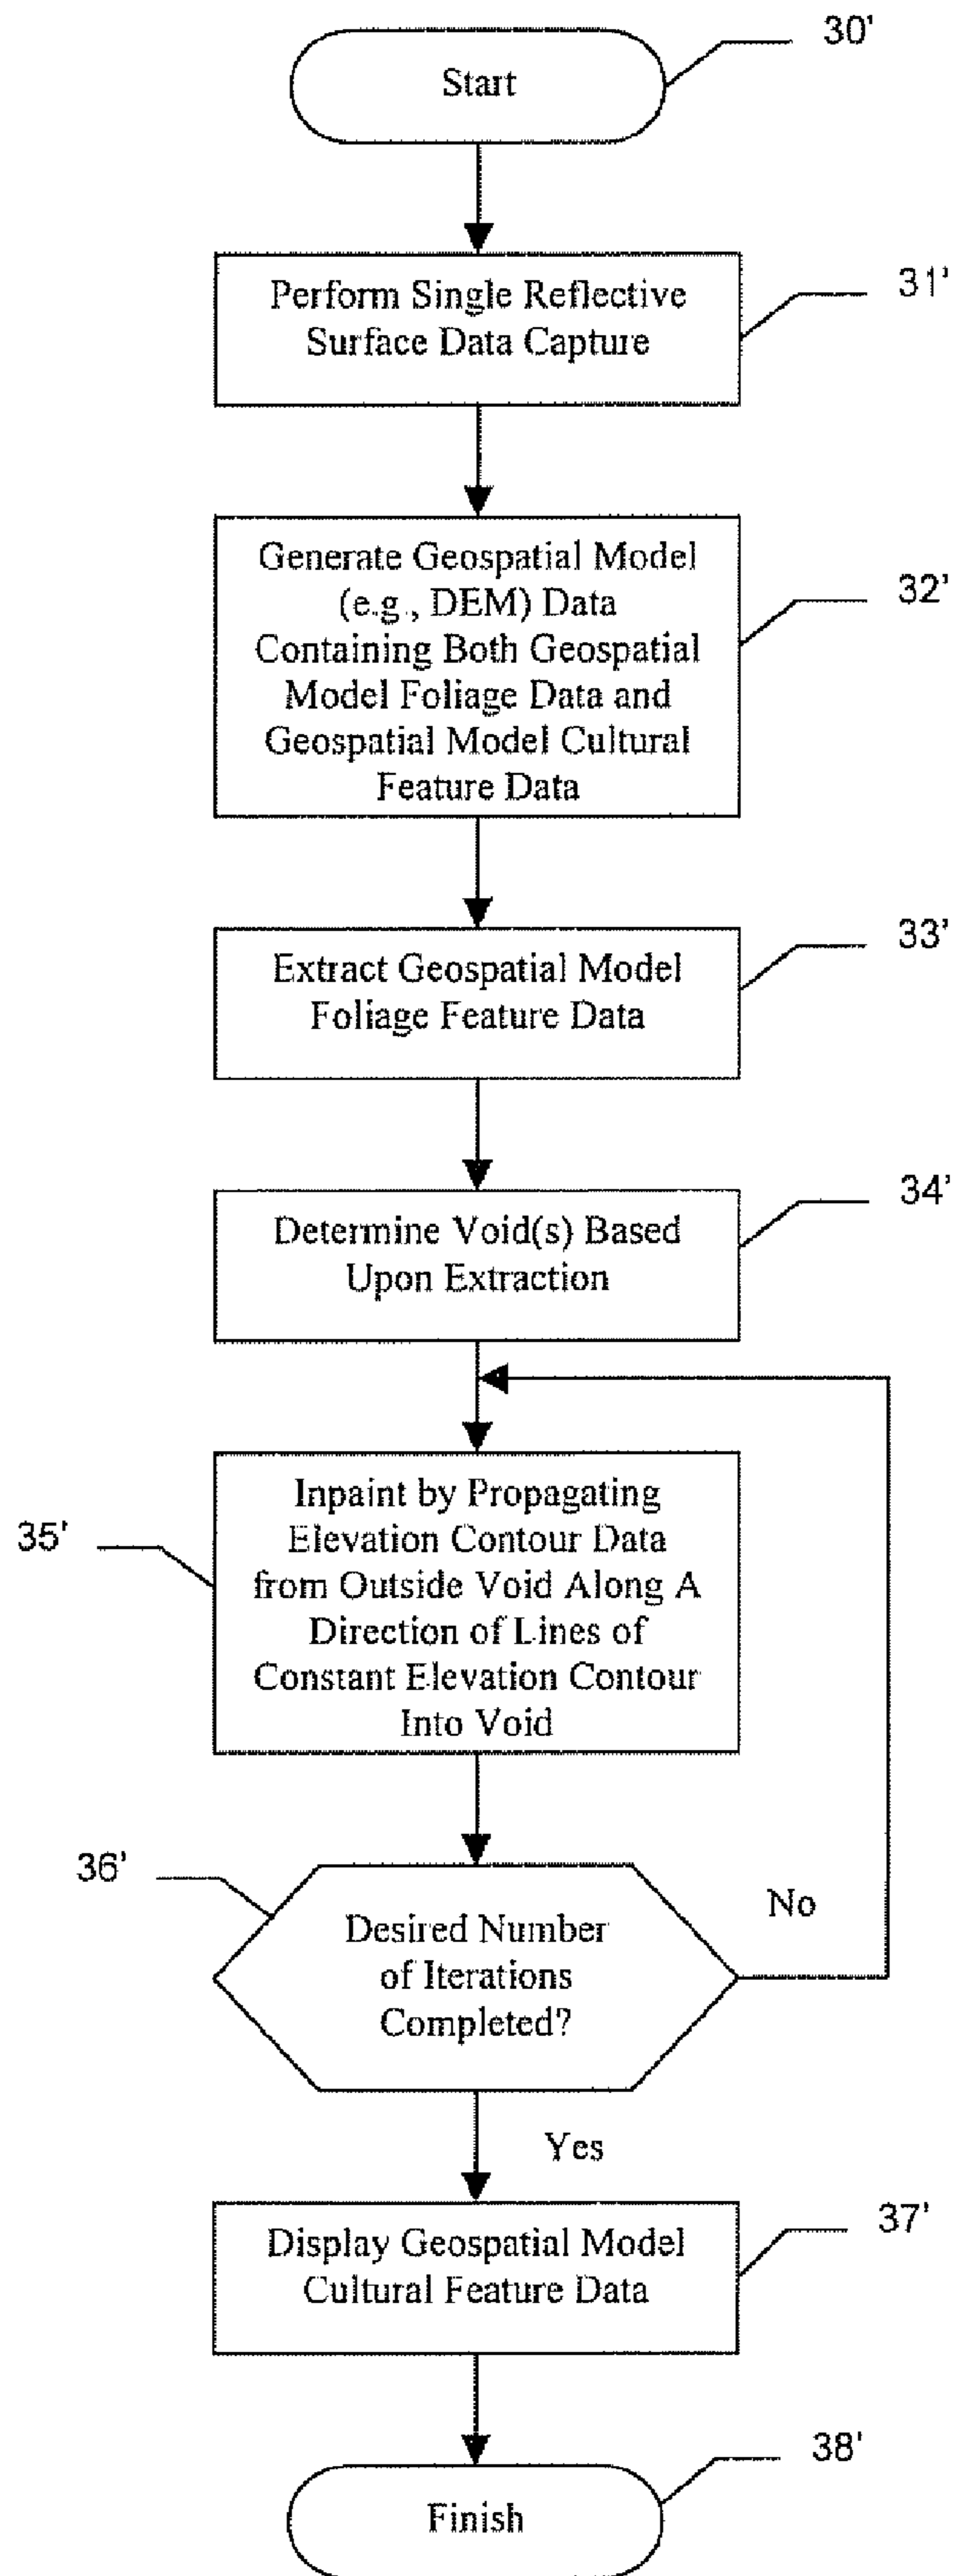 30'
Start
31'
Perform Single Reflective
Surface Data Capture
32'
Generate Geospatial Model
(e.g., DEM) Data
Containing Both Geospatial
Model Foliage Data and
Geospatial Model Cultural
Feature Data
33'
Extract Geospatial Model
Foliage Feature Data
34'
Determine Void(s) Based
Upon Extraction
35'
Inpaint by Propagating
Elevation Contour Data
from Outside Void Along A
Direction of Lines of
Constant Elevation Contour
Into Void
36'
Desired Number
of Iterations
Completed?
No
Yes
37'
Display Geospatial Model
Cultural Feature Data
38'
Finish